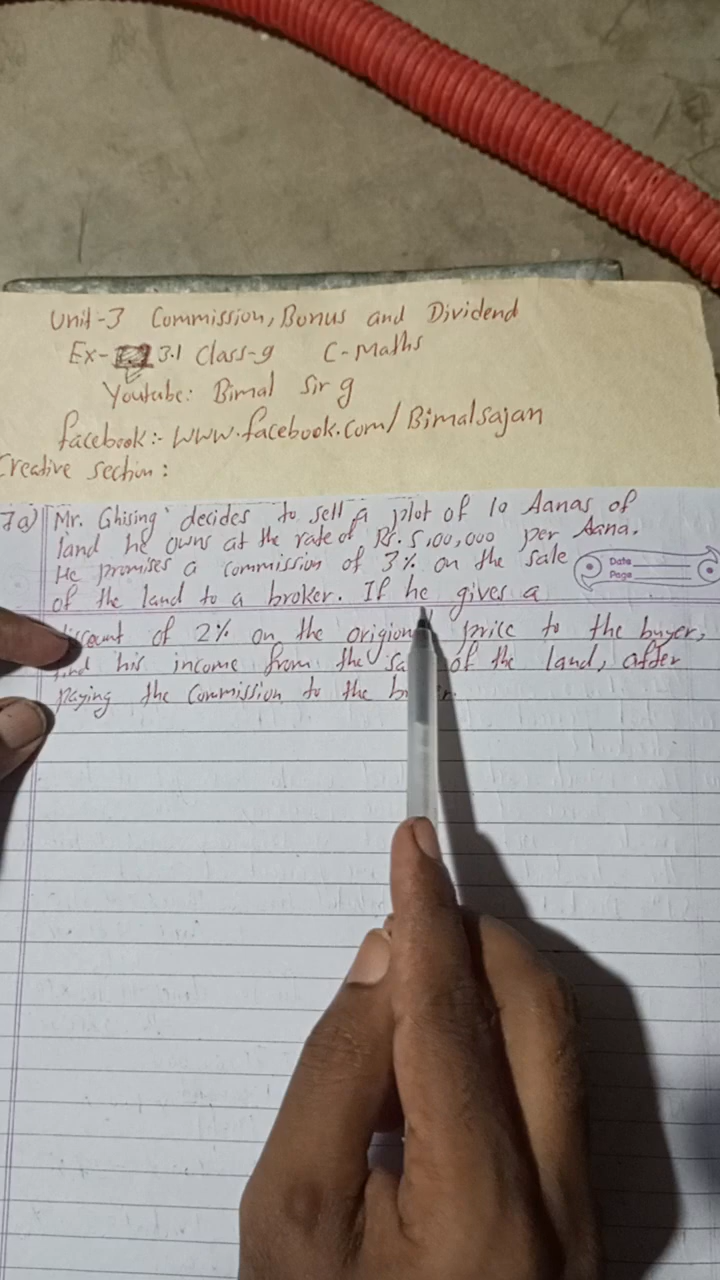 Unit-3 Commission, Bonus and Dividend
Ex- 3.1 Class-9 C-Maths
Youtube: Bimal Sir g
facebook:- www.facebook.com/Bimalsajan
Creative section:
7a) Mr. Ghising decides to sell a plot of 10 Aanas of
land he owns at the rate of Rs. 5,00,000 per Aana.
He promises a commission of 3% on the sale
Date
Page
of the land to a broker. If he gives a
discount of 2% on the origion price to the buyer,
find his income from the of the land, after
paying the Commission to the